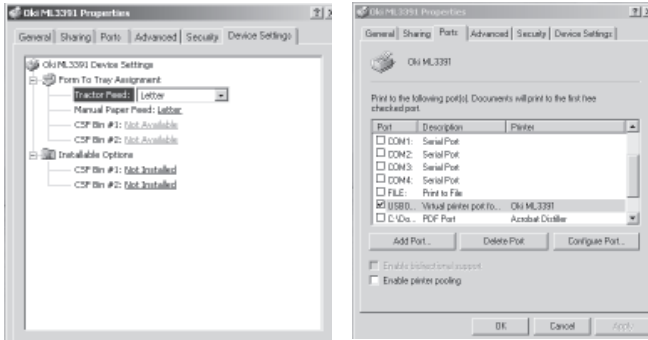 Oki ML3391 Properties
General Sharing Ports Advanced Security Device Settings
Oki ML3391 Device Settings
Form To Tray Assignment
Tractor Feed: Letter
Manual Paper Feed: Letter
CSF Bin #1: Not Available
CSF Bin #2: Not Available
Installable Options
CSF Bin #1: Not Installed
CSF Bin #2: Not Installed
Oki ML3391 Properties
General Sharing Ports Advanced Security Device Settings
Oki ML3391
Print to the following port(s). Documents will print to the first free
checked port.
Port Description Printer
COM1: Serial Port
COM2: Serial Port
COM3: Serial Port
COM4: Serial Port
FILE: Print to File
USB0... Virtual printer port fo... Oki ML3391
C:\Do... PDF Port Acrobat Distiller
Add Port... Delete Port Configure Port...
Enable bidirectional support
Enable printer pooling
OK Cancel Apply